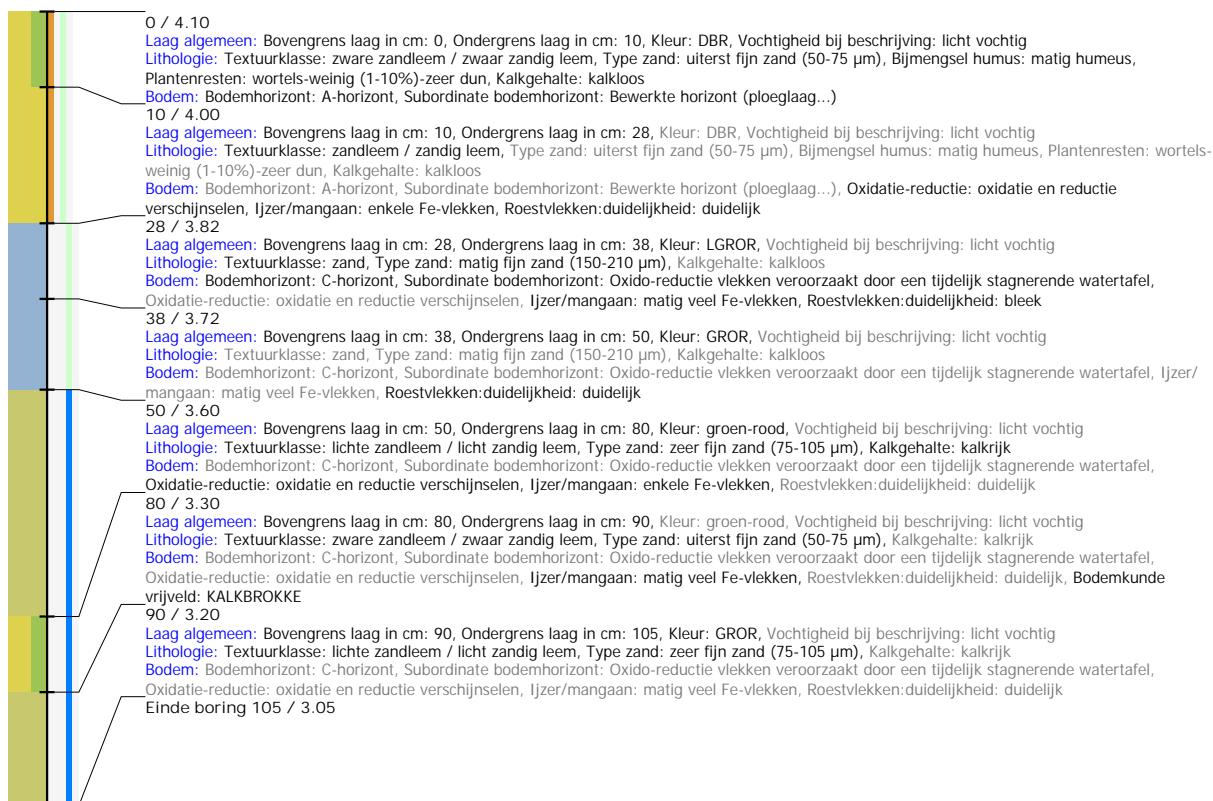 0 / 4.10
Laag algemeen: Bovengrens laag in cm: 0, Ondergrens laag in cm: 10, Kleur: DBR, Vochtigheid bij beschrijving: licht vochtig
Lithologie: Textuurklasse: zware zandleem / zwaar zandig leem, Type zand: uiterst fijn zand (50-75 µm), Bijmengsel humus: matig humeus,
Plantenresten: wortels-weinig (1-10%)-zeer dun, Kalkgehalte: kalkloos
Bodem: Bodemhorizont: A-horizont, Subordinate bodemhorizont: Bewerkte horizont (ploeglaag...)
10 / 4.00
Laag algemeen: Bovengrens laag in cm: 10, Ondergrens laag in cm: 28, Kleur: DBR, Vochtigheid bij beschrijving: licht vochtig
Lithologie: Textuurklasse: zandleem / zandig leem, Type zand: uiterst fijn zand (50-75 µm), Bijmengsel humus: matig humeus, Plantenresten: wortels-
weinig (1-10%)-zeer dun, Kalkgehalte: kalkloos
Bodem: Bodemhorizont: A-horizont, Subordinate bodemhorizont: Bewerkte horizont (ploeglaag...), Oxidatie-reductie: oxidatie en reductie
verschijnselen, Ijzer/mangaan: enkele Fe-vlekken, Roestvlekken:duidelijkheid: duidelijk
28 / 3.82
Laag algemeen: Bovengrens laag in cm: 28, Ondergrens laag in cm: 38, Kleur: LGROR, Vochtigheid bij beschrijving: licht vochtig
Lithologie: Textuurklasse: zand, Type zand: matig fijn zand (150-210 µm), Kalkgehalte: kalkloos
Bodem: Bodemhorizont: C-horizont, Subordinate bodemhorizont: Oxido-reductie vlekken veroorzaakt door een tijdelijk stagnerende watertafel,
Oxidatie-reductie: oxidatie en reductie verschijnselen, Ijzer/mangaan: matig veel Fe-vlekken, Roestvlekken:duidelijkheid: bleek
38 / 3.72
Laag algemeen: Bovengrens laag in cm: 38, Ondergrens laag in cm: 50, Kleur: GROR, Vochtigheid bij beschrijving: licht vochtig
Lithologie: Textuurklasse: zand, Type zand: matig fijn zand (150-210 µm), Kalkgehalte: kalkloos
Bodem: Bodemhorizont: C-horizont, Subordinate bodemhorizont: Oxido-reductie vlekken veroorzaakt door een tijdelijk stagnerende watertafel, Ijzer/
mangaan: matig veel Fe-vlekken, Roestvlekken:duidelijkheid: duidelijk
50 / 3.60
Laag algemeen: Bovengrens laag in cm: 50, Ondergrens laag in cm: 80, Kleur: groen-rood, Vochtigheid bij beschrijving: licht vochtig
Lithologie: Textuurklasse: lichte zandleem / licht zandig leem, Type zand: zeer fijn zand (75-105 µm), Kalkgehalte: kalkrijk
Bodem: Bodemhorizont: C-horizont, Subordinate bodemhorizont: Oxido-reductie vlekken veroorzaakt door een tijdelijk stagnerende watertafel,
Oxidatie-reductie: oxidatie en reductie verschijnselen, Ijzer/mangaan: enkele Fe-vlekken, Roestvlekken:duidelijkheid: duidelijk
80 / 3.30
Laag algemeen: Bovengrens laag in cm: 80, Ondergrens laag in cm: 90, Kleur: groen-rood, Vochtigheid bij beschrijving: licht vochtig
Lithologie: Textuurklasse: zware zandleem / zwaar zandig leem, Type zand: uiterst fijn zand (50-75 µm), Kalkgehalte: kalkrijk
Bodem: Bodemhorizont: C-horizont, Subordinate bodemhorizont: Oxido-reductie vlekken veroorzaakt door een tijdelijk stagnerende watertafel,
Oxidatie-reductie: oxidatie en reductie verschijnselen, Ijzer/mangaan: matig veel Fe-vlekken, Roestvlekken:duidelijkheid: duidelijk, Bodemkunde
vrijveld: KALKBROKKE
90 / 3.20
Laag algemeen: Bovengrens laag in cm: 90, Ondergrens laag in cm: 105, Kleur: GROR, Vochtigheid bij beschrijving: licht vochtig
Lithologie: Textuurklasse: lichte zandleem / licht zandig leem, Type zand: zeer fijn zand (75-105 µm), Kalkgehalte: kalkrijk
Bodem: Bodemhorizont: C-horizont, Subordinate bodemhorizont: Oxido-reductie vlekken veroorzaakt door een tijdelijk stagnerende watertafel,
Oxidatie-reductie: oxidatie en reductie verschijnselen, Ijzer/mangaan: matig veel Fe-vlekken, Roestvlekken:duidelijkheid: duidelijk
Einde boring 105 / 3.05